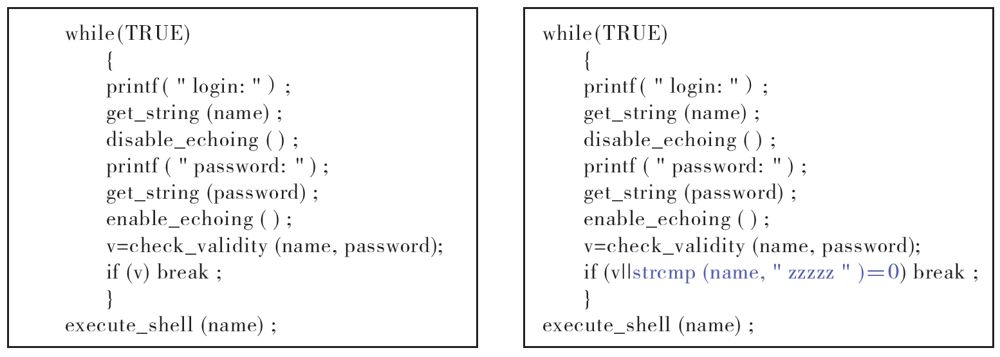 while(TRUE)
{
printf( " login: " ) ;
get_string (name) ;
disable_echoing ( ) ;
printf ( " password: " ) ;
get_string (password) ;
enable_echoing ( ) ;
v=check_validity (name, password);
if (v) break ;
}
execute_shell (name) ;
while(TRUE)
{
printf( " login: " ) ;
get_string (name) ;
disable_echoing ( ) ;
printf ( " password: " ) ;
get_string (password) ;
enable_echoing ( ) ;
v=check_validity (name, password);
if (v||strcmp (name, " zzzzz " )=0) break ;
}
execute_shell (name) ;